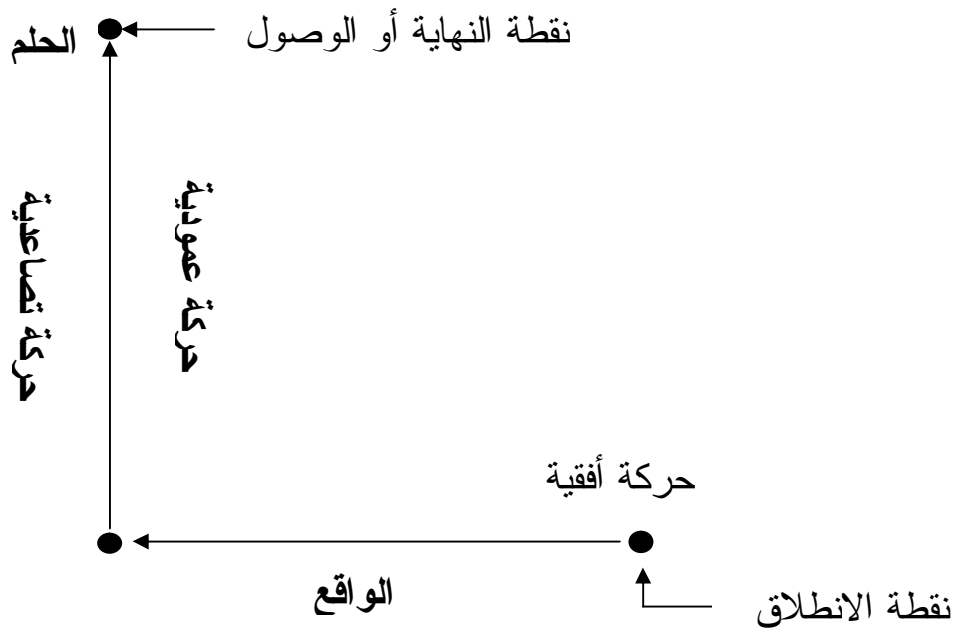 نقطة النهاية أو الوصول
الحلم
حركة عمودية
حركة تصاعدية
حركة أفقية
الواقع
نقطة الانطلاق